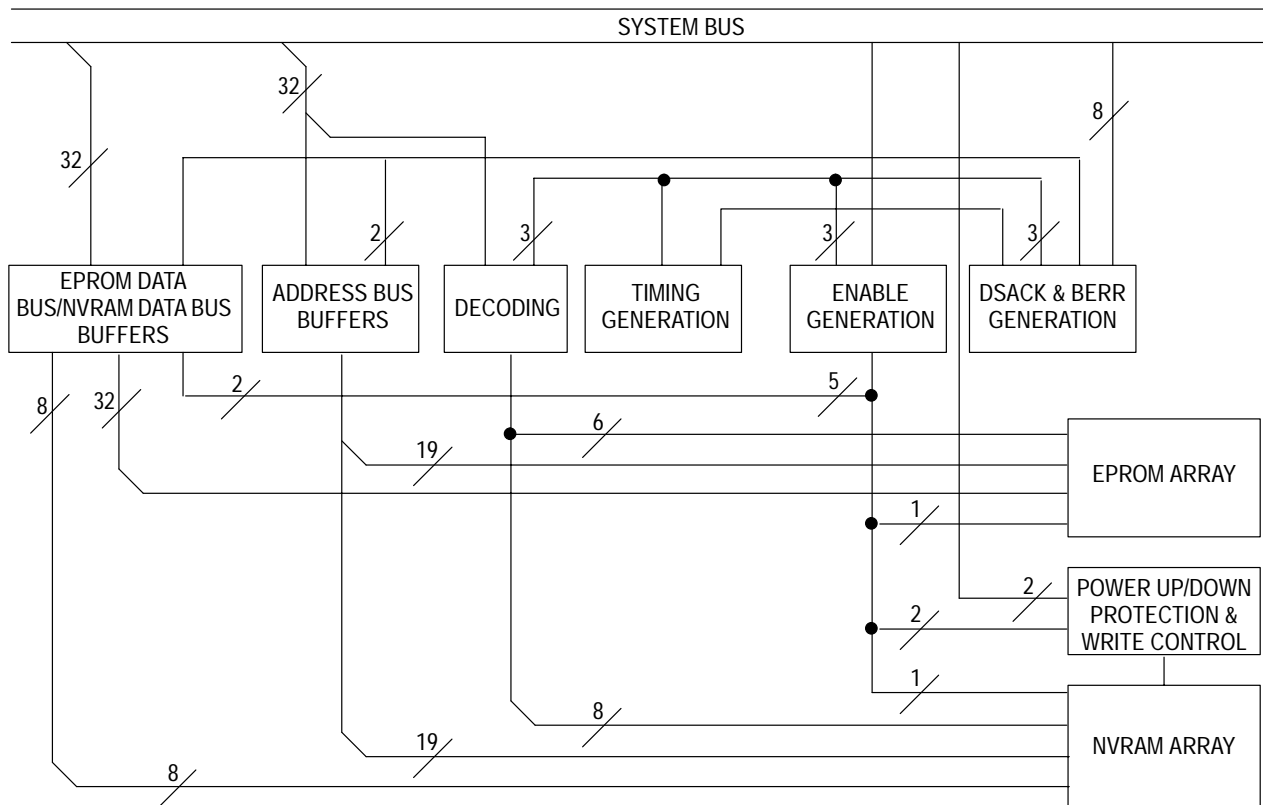 SYSTEM BUS
32
8
32
2
3
3
3
EPROM DATA
BUS/NVRAM DATA BUS
BUFFERS
ADDRESS BUS
BUFFERS
DECODING
TIMING
GENERATION
ENABLE
GENERATION
DSACK & BERR
GENERATION
8
32
2
5
6
19
EPROM ARRAY
1
2
POWER UP/DOWN
PROTECTION &
WRITE CONTROL
2
1
8
19
NVRAM ARRAY
8